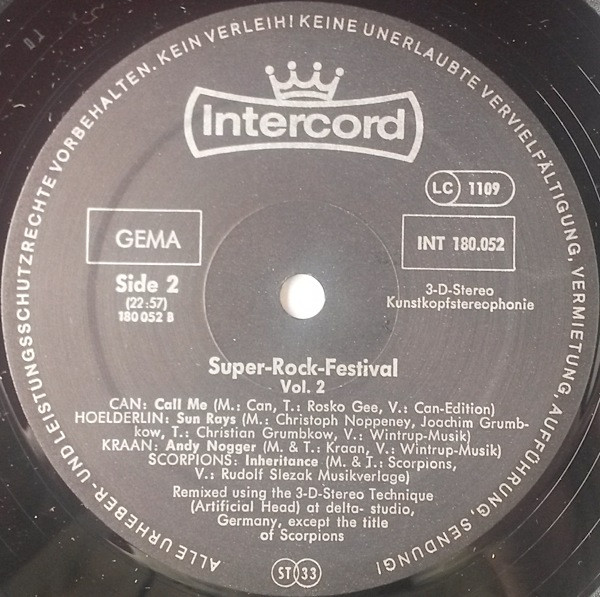 ALLE URHEBER- UND LEISTUNGSSCHUTZRECHTE VORBEHALTEN. KEIN VERLEIH! KEINE UNERLAUBTE VERVIELFÄLTIGUNG, VERMIETUNG, AUFFÜHRUNG, SENDUNG!
Intercord
LC 1109
GEMA
INT 180.052
Side 2
(22:57)
180 052 B
3-D-Stereo
Kunstkopfstereophonie
Super-Rock-Festival
Vol. 2
CAN: Call Me (M.: Can, T.: Rosko Gee, V.: Can-Edition)
HOELDERLIN: Sun Rays (M.: Christoph Noppeney, Joachim Grumb-
kow, T.: Christian Grumbkow, V.: Wintrup-Musik)
KRAAN: Andy Nogger (M. & T.: Kraan, V.: Wintrup-Musik)
SCORPIONS: Inheritance (M. & T.: Scorpions,
V.: Rudolf Slezak Musikverlage)
Remixed using the 3-D-Stereo Technique
(Artificial Head) at delta- studio,
Germany, except the title
of Scorpions
ST 33